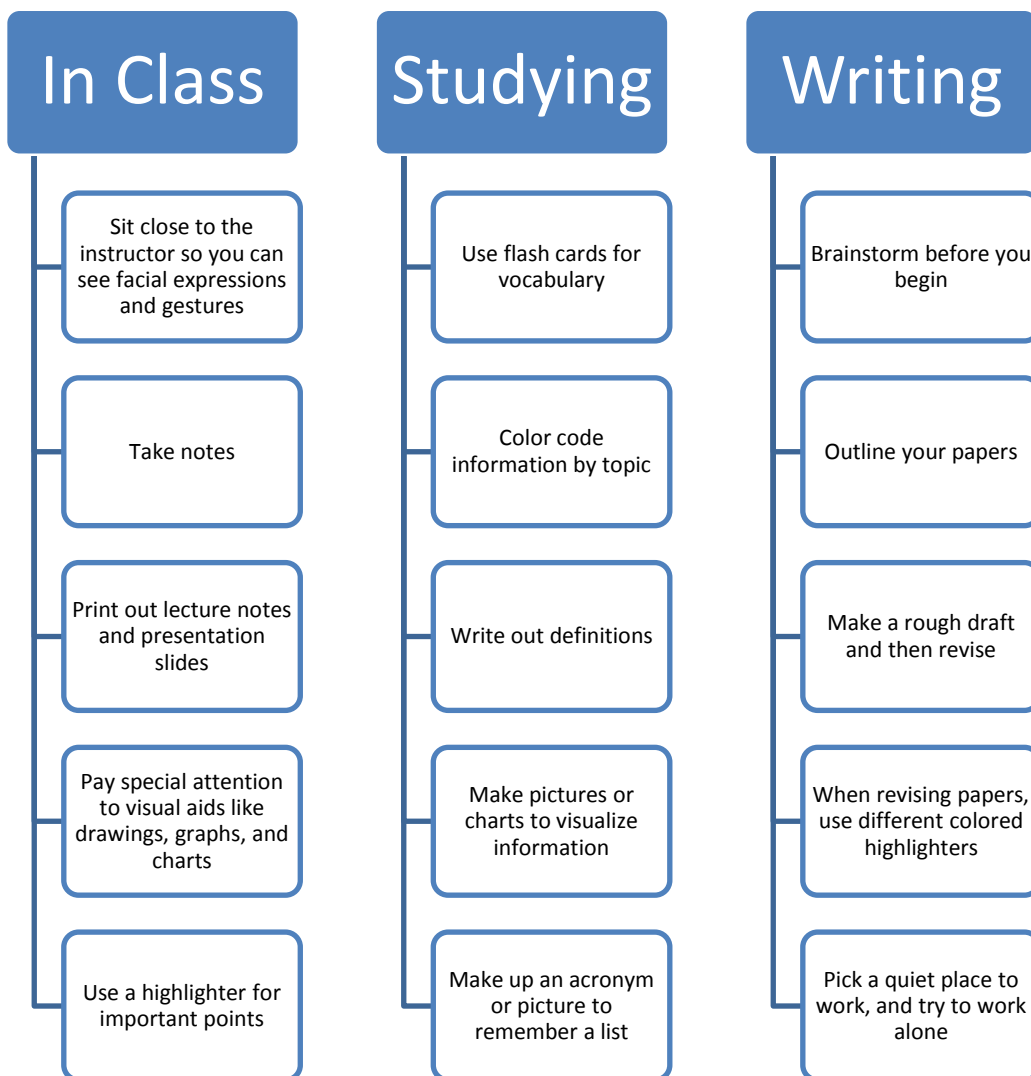 In Class
Sit close to the
instructor so you can
see facial expressions
and gestures
Take notes
Print out lecture notes
and presentation
slides
Pay special attention
to visual aids like
drawings, graphs, and
charts
Use a highlighter for
important points
Studying
Use flash cards for
vocabulary
Color code
information by topic
Write out definitions
Make pictures or
charts to visualize
information
Make up an acronym
or picture to
remember a list
Writing
Brainstorm before you
begin
Outline your papers
Make a rough draft
and then revise
When revising papers,
use different colored
highlighters
Pick a quiet place to
work, and try to work
alone